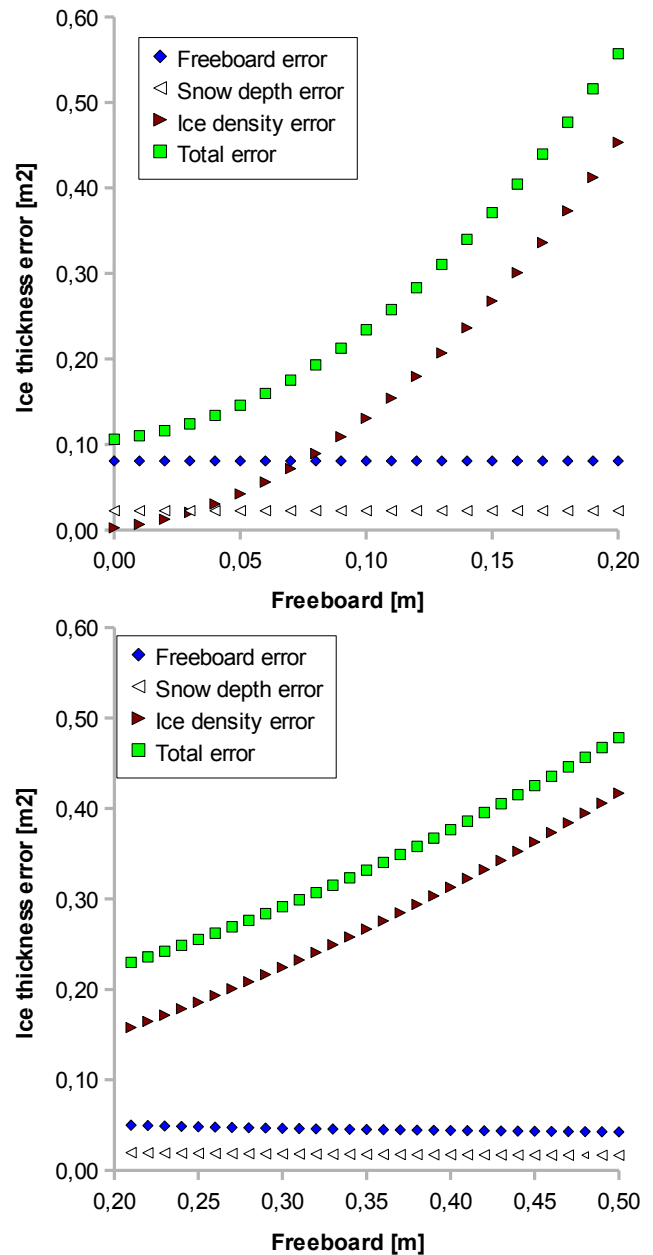 0,60
0,50
0,40
0,30
0,20
0,10
0,00
Ice thickness error [m2]
Freeboard error
Snow depth error
Ice density error
Total error
0,00 0,05 0,10 0,15 0,20
Freeboard [m]
0,60
0,50
0,40
0,30
0,20
0,10
0,00
Ice thickness error [m2]
Freeboard error
Snow depth error
Ice density error
Total error
0,20 0,25 0,30 0,35 0,40 0,45 0,50
Freeboard [m]